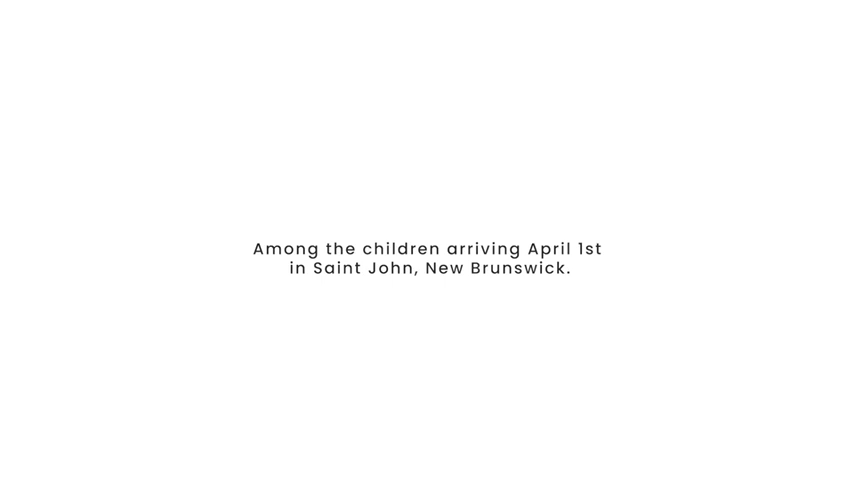 Among the children arriving April 1st
in Saint John, New Brunswick.